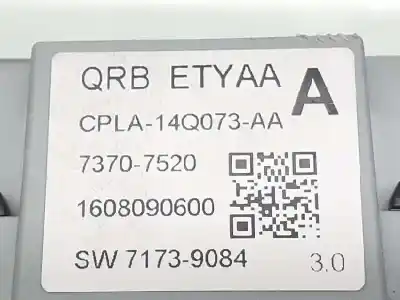 QRB ETYAA A
CPLA-14Q073-AA
7370-7520
1608090600
SW 7173-9084 3.0